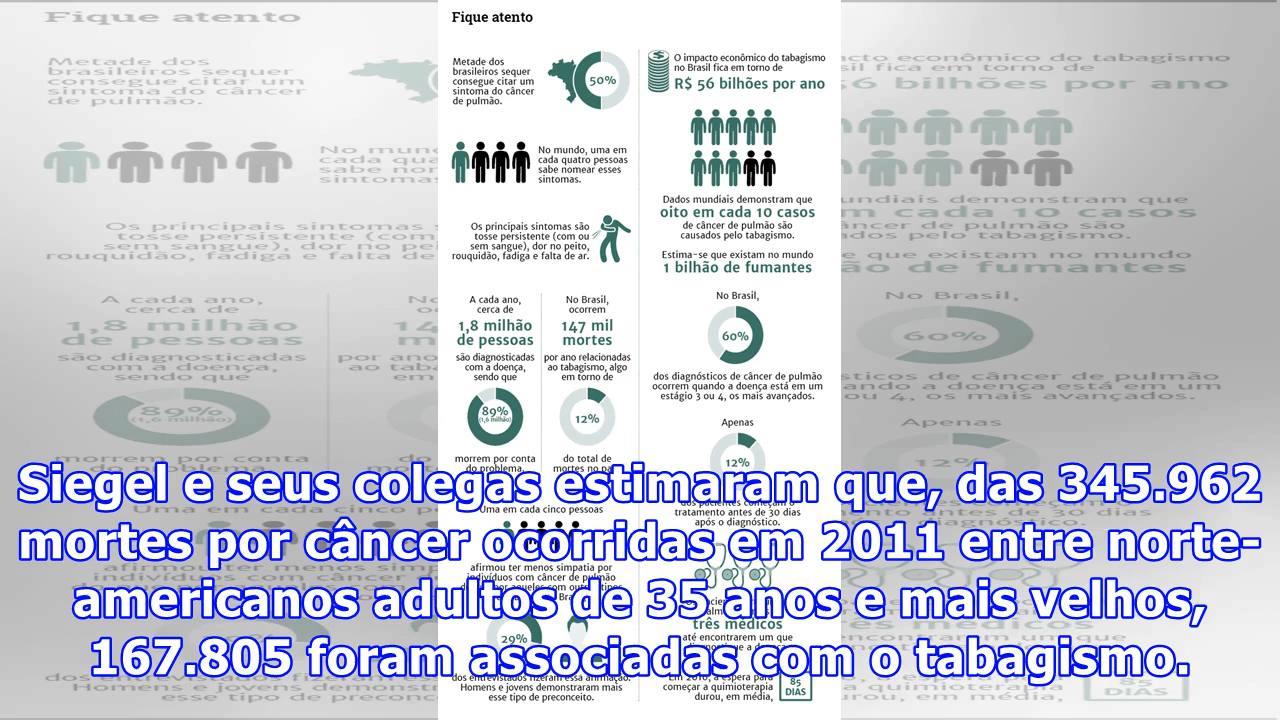 Fique atento
Metade dos
brasileiros sequer
consegue citar um
sintoma do câncer
de pulmão.
50%
No mundo, uma em
cada quatro pessoas
sabe nomear esses
sintomas.
Os principais sintomas são
tosse persistente (com ou
sem sangue), dor no peito,
rouquidão, fadiga e falta de ar.
A cada ano,
cerca de
1,8 milhão
de pessoas
são diagnosticadas
com a doença,
sendo que
89%
(1,6 milhão)
morrem por conta
do problema.
No Brasil,
ocorrem
147 mil
mortes
por ano relacionadas
ao tabagismo, algo
em torno de
12%
do total de
mortes no
Uma em cada cinco pessoas
afirmou ter menos simpatia por
indivíduos com câncer de pulmão
29%
dos entrevistados fizeram essa afirmação.
Homens e jovens demonstraram mais
esse tipo de preconceito.
O impacto econômico do tabagismo
no Brasil fica em torno de
R$ 56 bilhões por ano
Dados mundiais demonstram que
oito em cada 10 casos
de câncer de pulmão são
causados pelo tabagismo.
Estima-se que existam no mundo
1 bilhão de fumantes
No Brasil,
60%
dos diagnósticos de câncer de pulmão
ocorrem quando a doença está em um
estágio 3 ou 4, os mais avançados.
Apenas
12%
tratamento antes de 30 dias
após o diagnóstico.
três médicos
até encontrarem um que
Em 2016, a espera para
começar a quimioterapia
durou, em média,
85
DIAS
Siegel e seus colegas estimaram que, das 345.962
mortes por câncer ocorridas em 2011 entre norte-
americanos adultos de 35 anos e mais velhos,
167.805 foram associadas com o tabagismo.